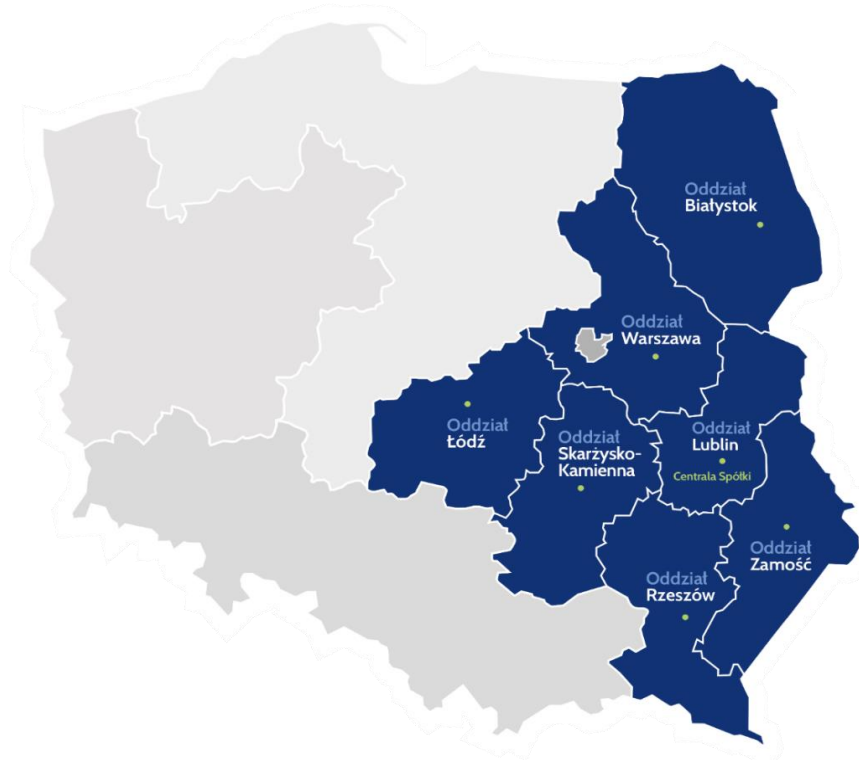 Oddział
Białystok
Oddział
Warszawa
Oddział
Łódź
Oddział
Skarżysko-
Kamienna
Oddział
Lublin
Centrala Spółki
Oddział
Zamość
Oddział
Rzeszów